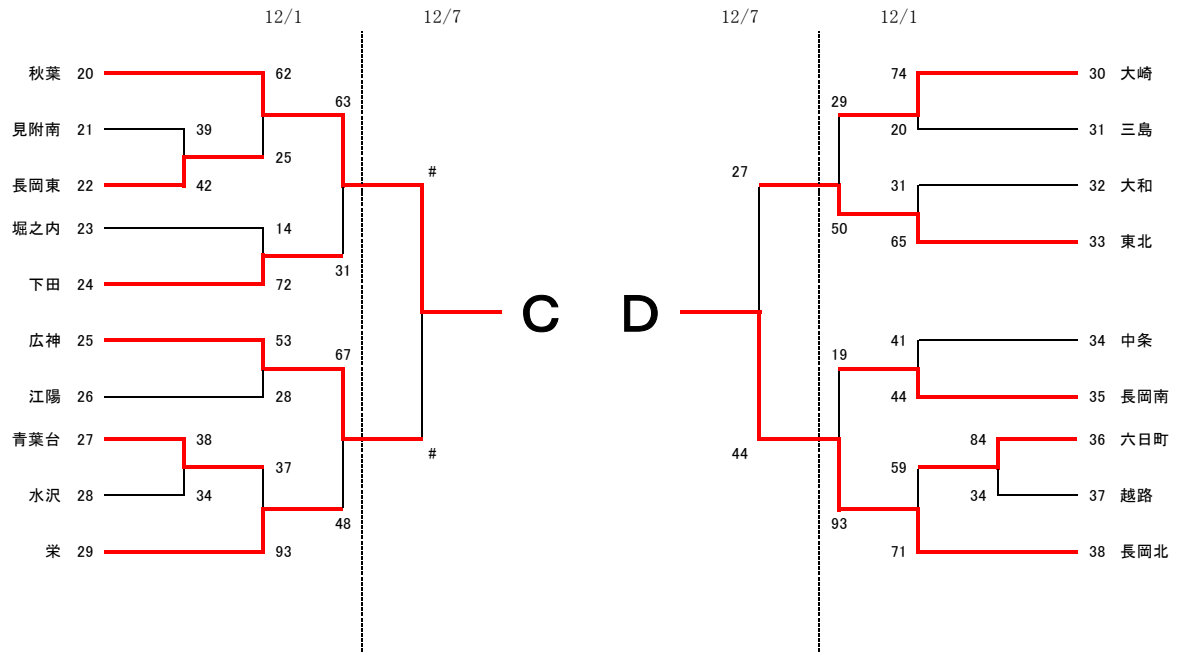 12/1 12/7 12/7 12/1
秋葉 20 62 74 30 大崎
63 29
見附南 21 39 20 31 三島
25
# 27
長岡東 22 42 31 32 大和
堀之内 23 14 50 65 33 東北
31
下田 24 72
C D
広神 25 53 41 34 中条
67 19
江陽 26 28 44 35 長岡南
青葉台 27 38 84 36 六日町
# 44
37 59
水沢 28 34 34 37 越路
48 93
栄 29 93 71 38 長岡北